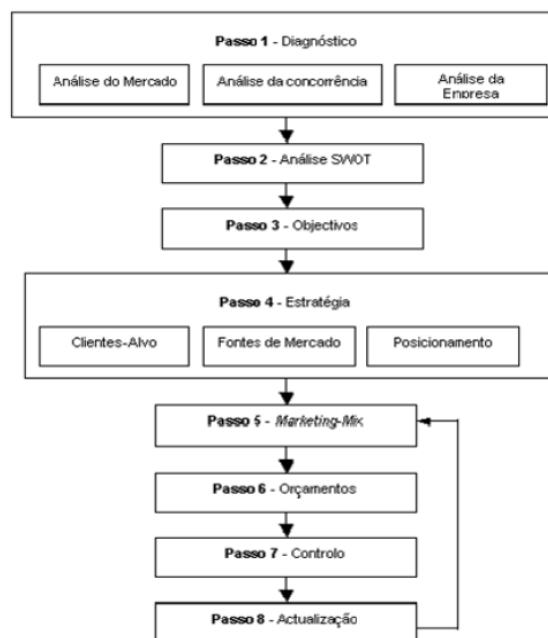 Passo 1 - Diagnóstico
Análise do Mercado
Análise da concorrência
Análise da
Empresa
Passo 2 - Análise SWOT
Passo 3 - Objectivos
Passo 4 - Estratégia
Clientes-Alvo
Fontes de Mercado
Posicionamento
Passo 5 - Marketing-Mix
Passo 6 - Orçamentos
Passo 7 - Controlo
Passo 8 - Actualização